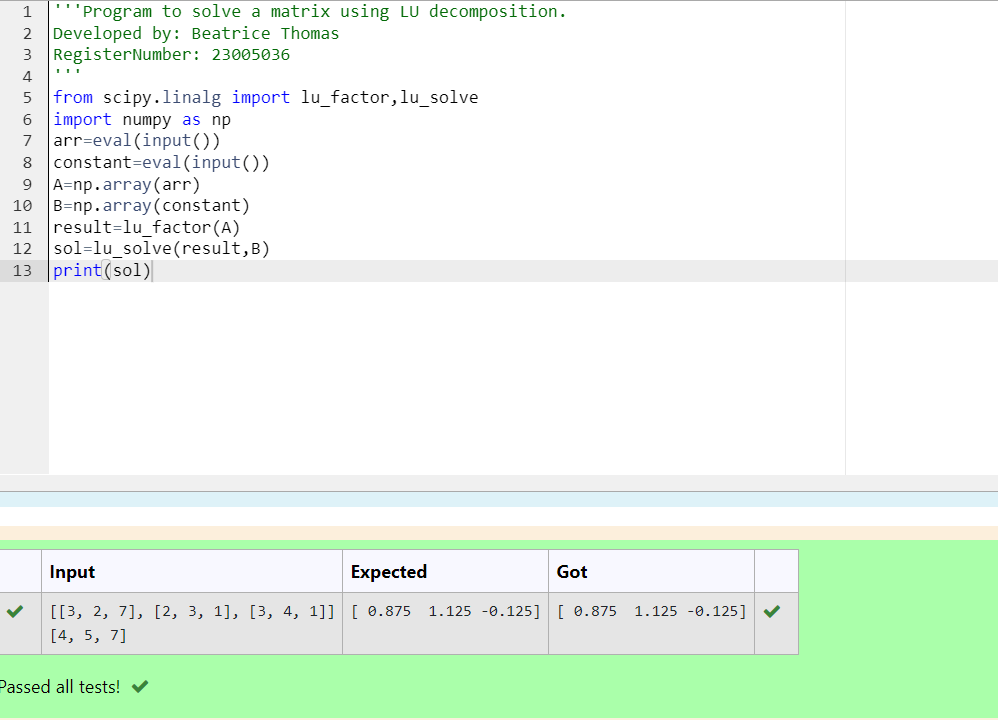 1 '''Program to solve a matrix using LU decomposition.
2 Developed by: Beatrice Thomas
3 RegisterNumber: 23005036
4 '''
5 from scipy.linalg import lu_factor,lu_solve
6 import numpy as np
7 arr=eval(input())
8 constant=eval(input())
9 A=np.array(arr)
10 B=np.array(constant)
11 result=lu_factor(A)
12 sol=lu_solve(result,B)
13 print(sol)
Input Expected Got
[[3, 2, 7], [2, 3, 1], [3, 4, 1]] [ 0.875  1.125 -0.125] [ 0.875  1.125 -0.125]
[4, 5, 7]
Passed all tests!